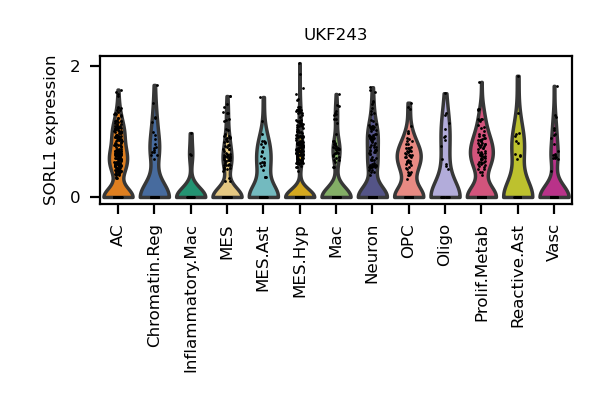 UKF243
SORL1 expression
2
0
AC
Chromatin.Reg
Inflammatory.Mac
MES
MES.Ast
MES.Hyp
Mac
Neuron
OPC
Oligo
Prolif.Metab
Reactive.Ast
Vasc